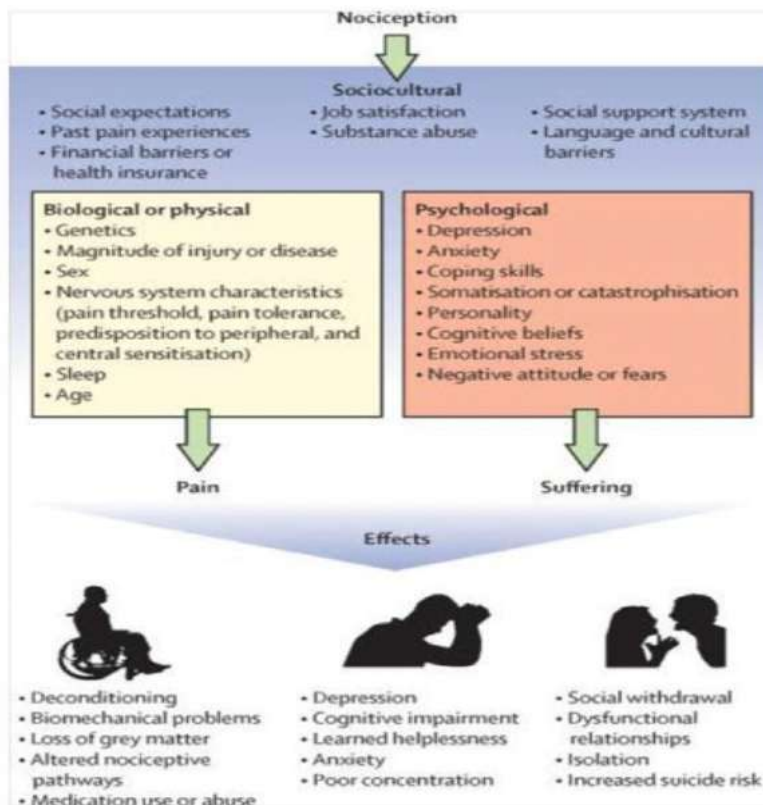 Nociception
Sociocultural
• Social expectations
• Past pain experiences
• Financial barriers or
health insurance
• Job satisfaction
• Substance abuse
• Social support system
• Language and cultural
barriers
Biological or physical
• Genetics
• Magnitude of injury or disease
• Sex
• Nervous system characteristics
(pain threshold, pain tolerance,
predisposition to peripheral, and
central sensitisation)
• Sleep
• Age
Psychological
• Depression
• Anxiety
• Coping skills
• Somatisation or catastrophisation
• Personality
• Cognitive beliefs
• Emotional stress
• Negative attitude or fears
Pain
Suffering
Effects
• Deconditioning
• Biomechanical problems
• Loss of grey matter
• Altered nociceptive
pathways
• Medication use or abuse
• Depression
• Cognitive impairment
• Learned helplessness
• Anxiety
• Poor concentration
• Social withdrawal
• Dysfunctional
relationships
• Isolation
• Increased suicide risk